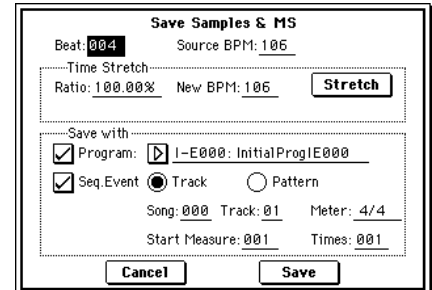 Save Samples & MS
Beat: 004 Source BPM: 106
Time Stretch
Ratio: 100.00% New BPM: 106 Stretch
Save with
Program: I-E000: InitialProgIE000
Seq.Event Track Pattern
Song: 000 Track: 01 Meter: 4/4
Start Measure: 001 Times: 001
Cancel Save